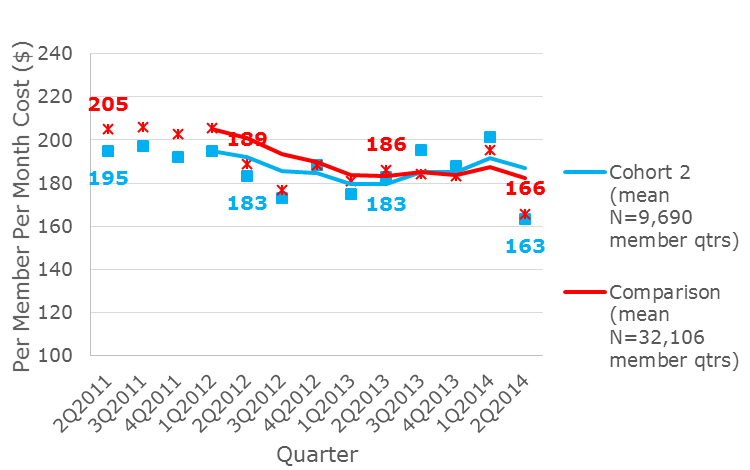 Per Member Per Month Cost ($)
240
220
200
180
160
140
120
100
205
195
189
183
186
183
166
163
2Q2011
3Q2011
4Q2011
1Q2012
2Q2012
3Q2012
4Q2012
1Q2013
2Q2013
3Q2013
4Q2013
1Q2014
2Q2014
Quarter
Cohort 2
(mean
N=9,690
member qtrs)
Comparison
(mean
N=32,106
member qtrs)